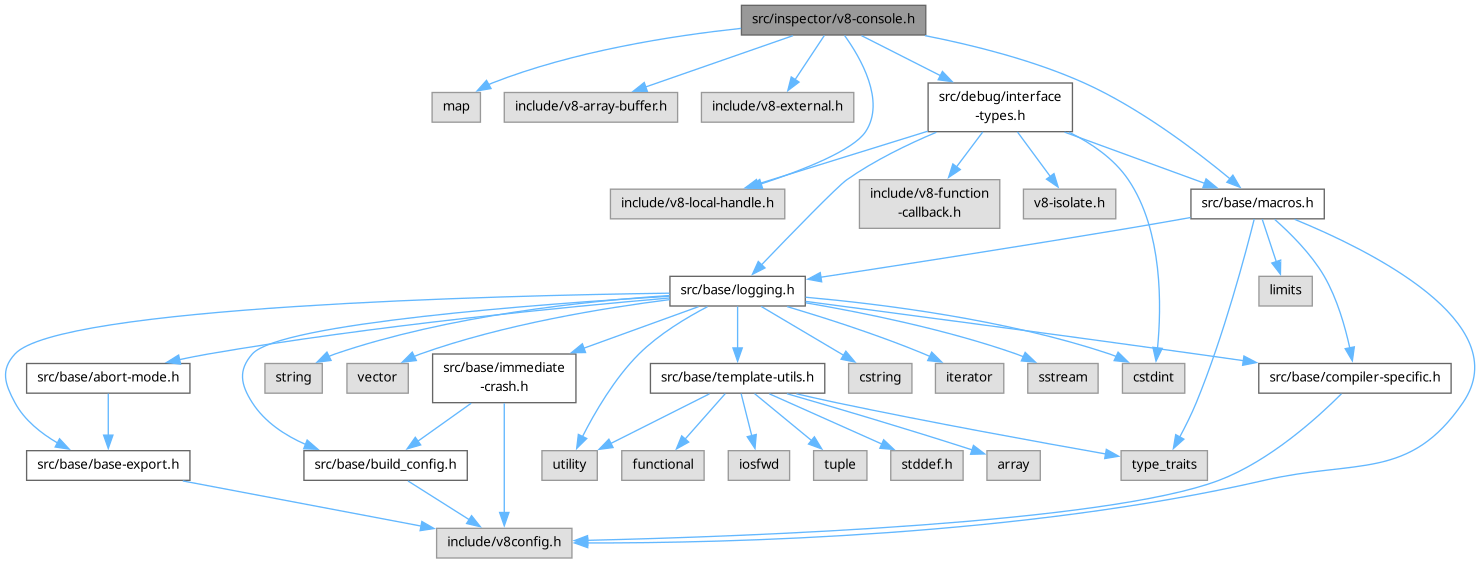 src/inspector/v8-console.h
map
include/v8-array-buffer.h
include/v8-external.h
src/debug/interface
-types.h
include/v8-local-handle.h
include/v8-function
-callback.h
v8-isolate.h
src/base/macros.h
src/base/logging.h
limits
src/base/abort-mode.h
string
vector
src/base/immediate
-crash.h
src/base/template-utils.h
cstring
iterator
sstream
cstdint
src/base/compiler-specific.h
src/base/base-export.h
src/base/build_config.h
utility
functional
iosfwd
tuple
stddef.h
array
type_traits
include/v8config.h